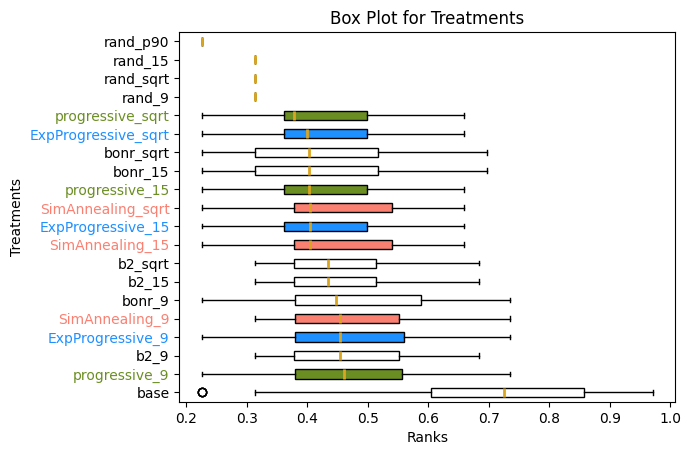 Box Plot for Treatments
Treatments
rand_p90
rand_15
rand_sqrt
rand_9
progressive_sqrt
ExpProgressive_sqrt
bonr_sqrt
bonr_15
progressive_15
SimAnnealing_sqrt
ExpProgressive_15
SimAnnealing_15
b2_sqrt
b2_15
bonr_9
SimAnnealing_9
ExpProgressive_9
b2_9
progressive_9
base
0.2 0.3 0.4 0.5 0.6 0.7 0.8 0.9 1.0
Ranks